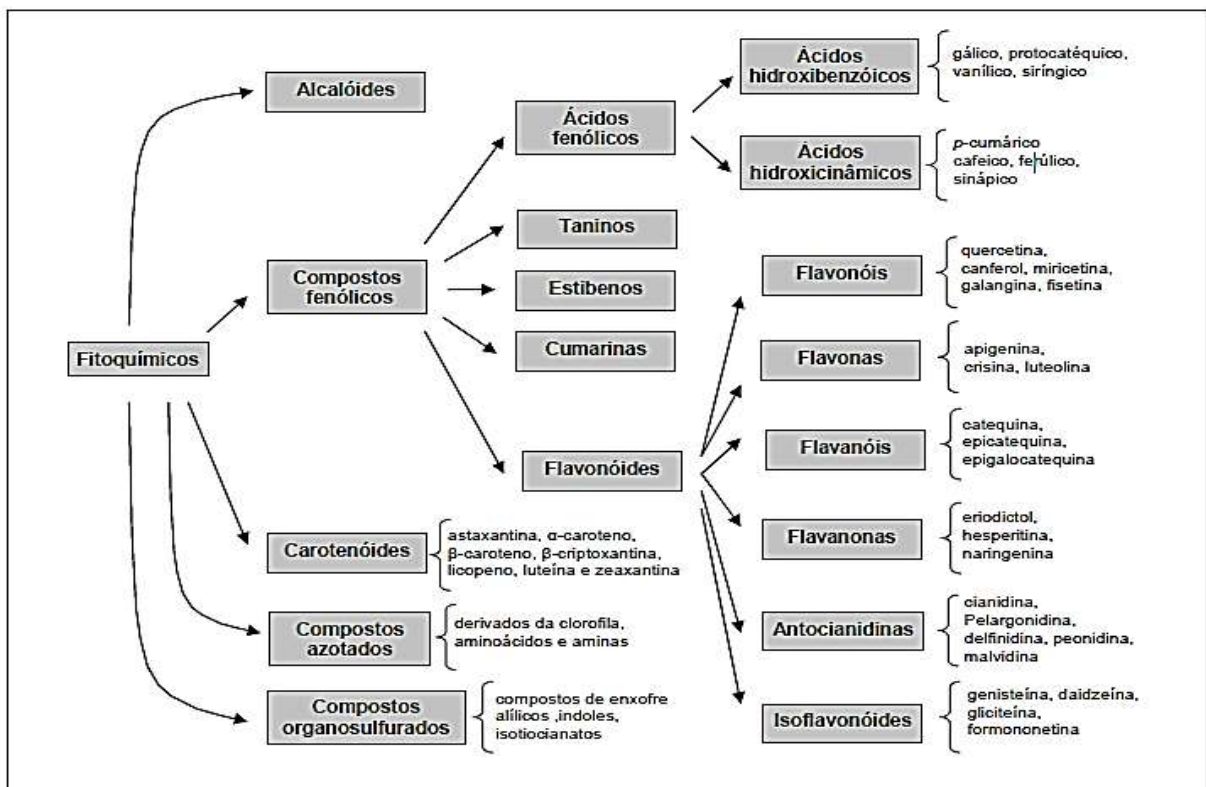 Alcalóides
Ácidos
fenólicos
Ácidos
hidroxibenzóicos
gálico, protocatéquico,
vanílico, siríngico
Ácidos
hidroxicinâmicos
p-cumárico
cafeico, ferúlico,
sinápico
Taninos
Fitoquímicos
Compostos
fenólicos
Estibenos
Cumarinas
Flavonóides
Flavonóis
quercetina,
canferol, miricetina,
galangina, fisetina
Flavonas
apigenina,
crisina, luteolina
Flavanóis
catequina,
epicatequina,
epigalocatequina
Flavanonas
eriodictol,
hesperitina,
naringenina
Antocianidinas
cianidina,
Pelargonidina,
delfinidina, peonidina,
malvidina
Isoflavonóides
genisteína, daidzeína,
gliciteína,
formononetina
Carotenóides
astaxantina, α-caroteno,
β-caroteno, β-criptoxantina,
licopeno, luteína e zeaxantina
Compostos
azotados
derivados da clorofila,
aminoácidos e aminas
Compostos
organosulfurados
compostos de enxofre
alílicos ,indoles,
isotiocianatos